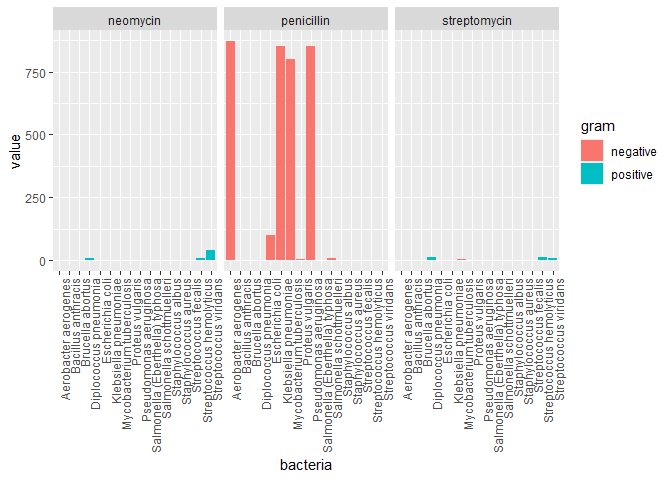 neomycin
penicillin
streptomycin
value
750
500
250
0
gram
negative
positive
Aerobacter aerogenes
Bacillus anthracis
Brucella abortus
Diplococcus pneumonia
Escherichia coli
Klebsiella pneumoniae
Mycobacterium tuberculosis
Proteus vulgaris
Pseudomonas aeruginosa
Salmonella (Eberthella) typhosa
Salmonella schottmuelleri
Staphylococcus albus
Staphylococcus aureus
Streptococcus fecalis
Streptococcus hemolyticus
Streptococcus viridans
Aerobacter aerogenes
Bacillus anthracis
Brucella abortus
Diplococcus pneumonia
Escherichia coli
Klebsiella pneumoniae
Mycobacterium tuberculosis
Proteus vulgaris
Pseudomonas aeruginosa
Salmonella (Eberthella) typhosa
Salmonella schottmuelleri
Staphylococcus albus
Staphylococcus aureus
Streptococcus fecalis
Streptococcus hemolyticus
Streptococcus viridans
Aerobacter aerogenes
Bacillus anthracis
Brucella abortus
Diplococcus pneumonia
Escherichia coli
Klebsiella pneumoniae
Mycobacterium tuberculosis
Proteus vulgaris
Pseudomonas aeruginosa
Salmonella (Eberthella) typhosa
Salmonella schottmuelleri
Staphylococcus albus
Staphylococcus aureus
Streptococcus fecalis
Streptococcus hemolyticus
Streptococcus viridans
bacteria